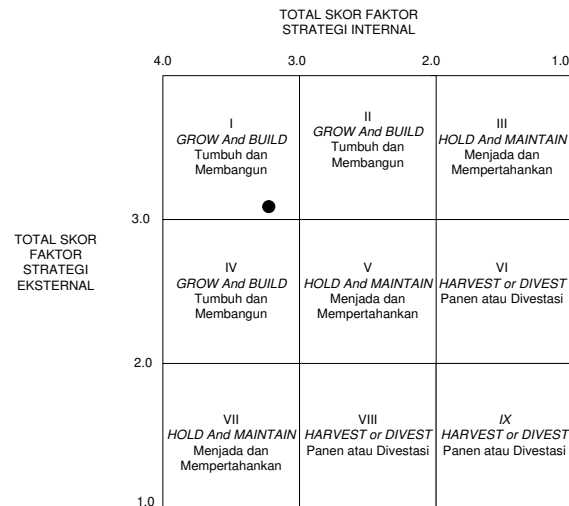 TOTAL SKOR FAKTOR
STRATEGI INTERNAL
4.0
3.0
2.0
1.0
I
GROW And BUILD
Tumbuh dan
Membangun
II
GROW And BUILD
Tumbuh dan
Membangun
III
HOLD And MAINTAIN
Menjada dan
Mempertahankan
3.0
TOTAL SKOR
FAKTOR
STRATEGI
EKSTERNAL
IV
GROW And BUILD
Tumbuh dan
Membangun
V
HOLD And MAINTAIN
Menjada dan
Mempertahankan
VI
HARVEST or DIVEST
Panen atau Divestasi
2.0
VII
HOLD And MAINTAIN
Menjada dan
Mempertahankan
VIII
HARVEST or DIVEST
Panen atau Divestasi
IX
HARVEST or DIVEST
Panen atau Divestasi
1.0